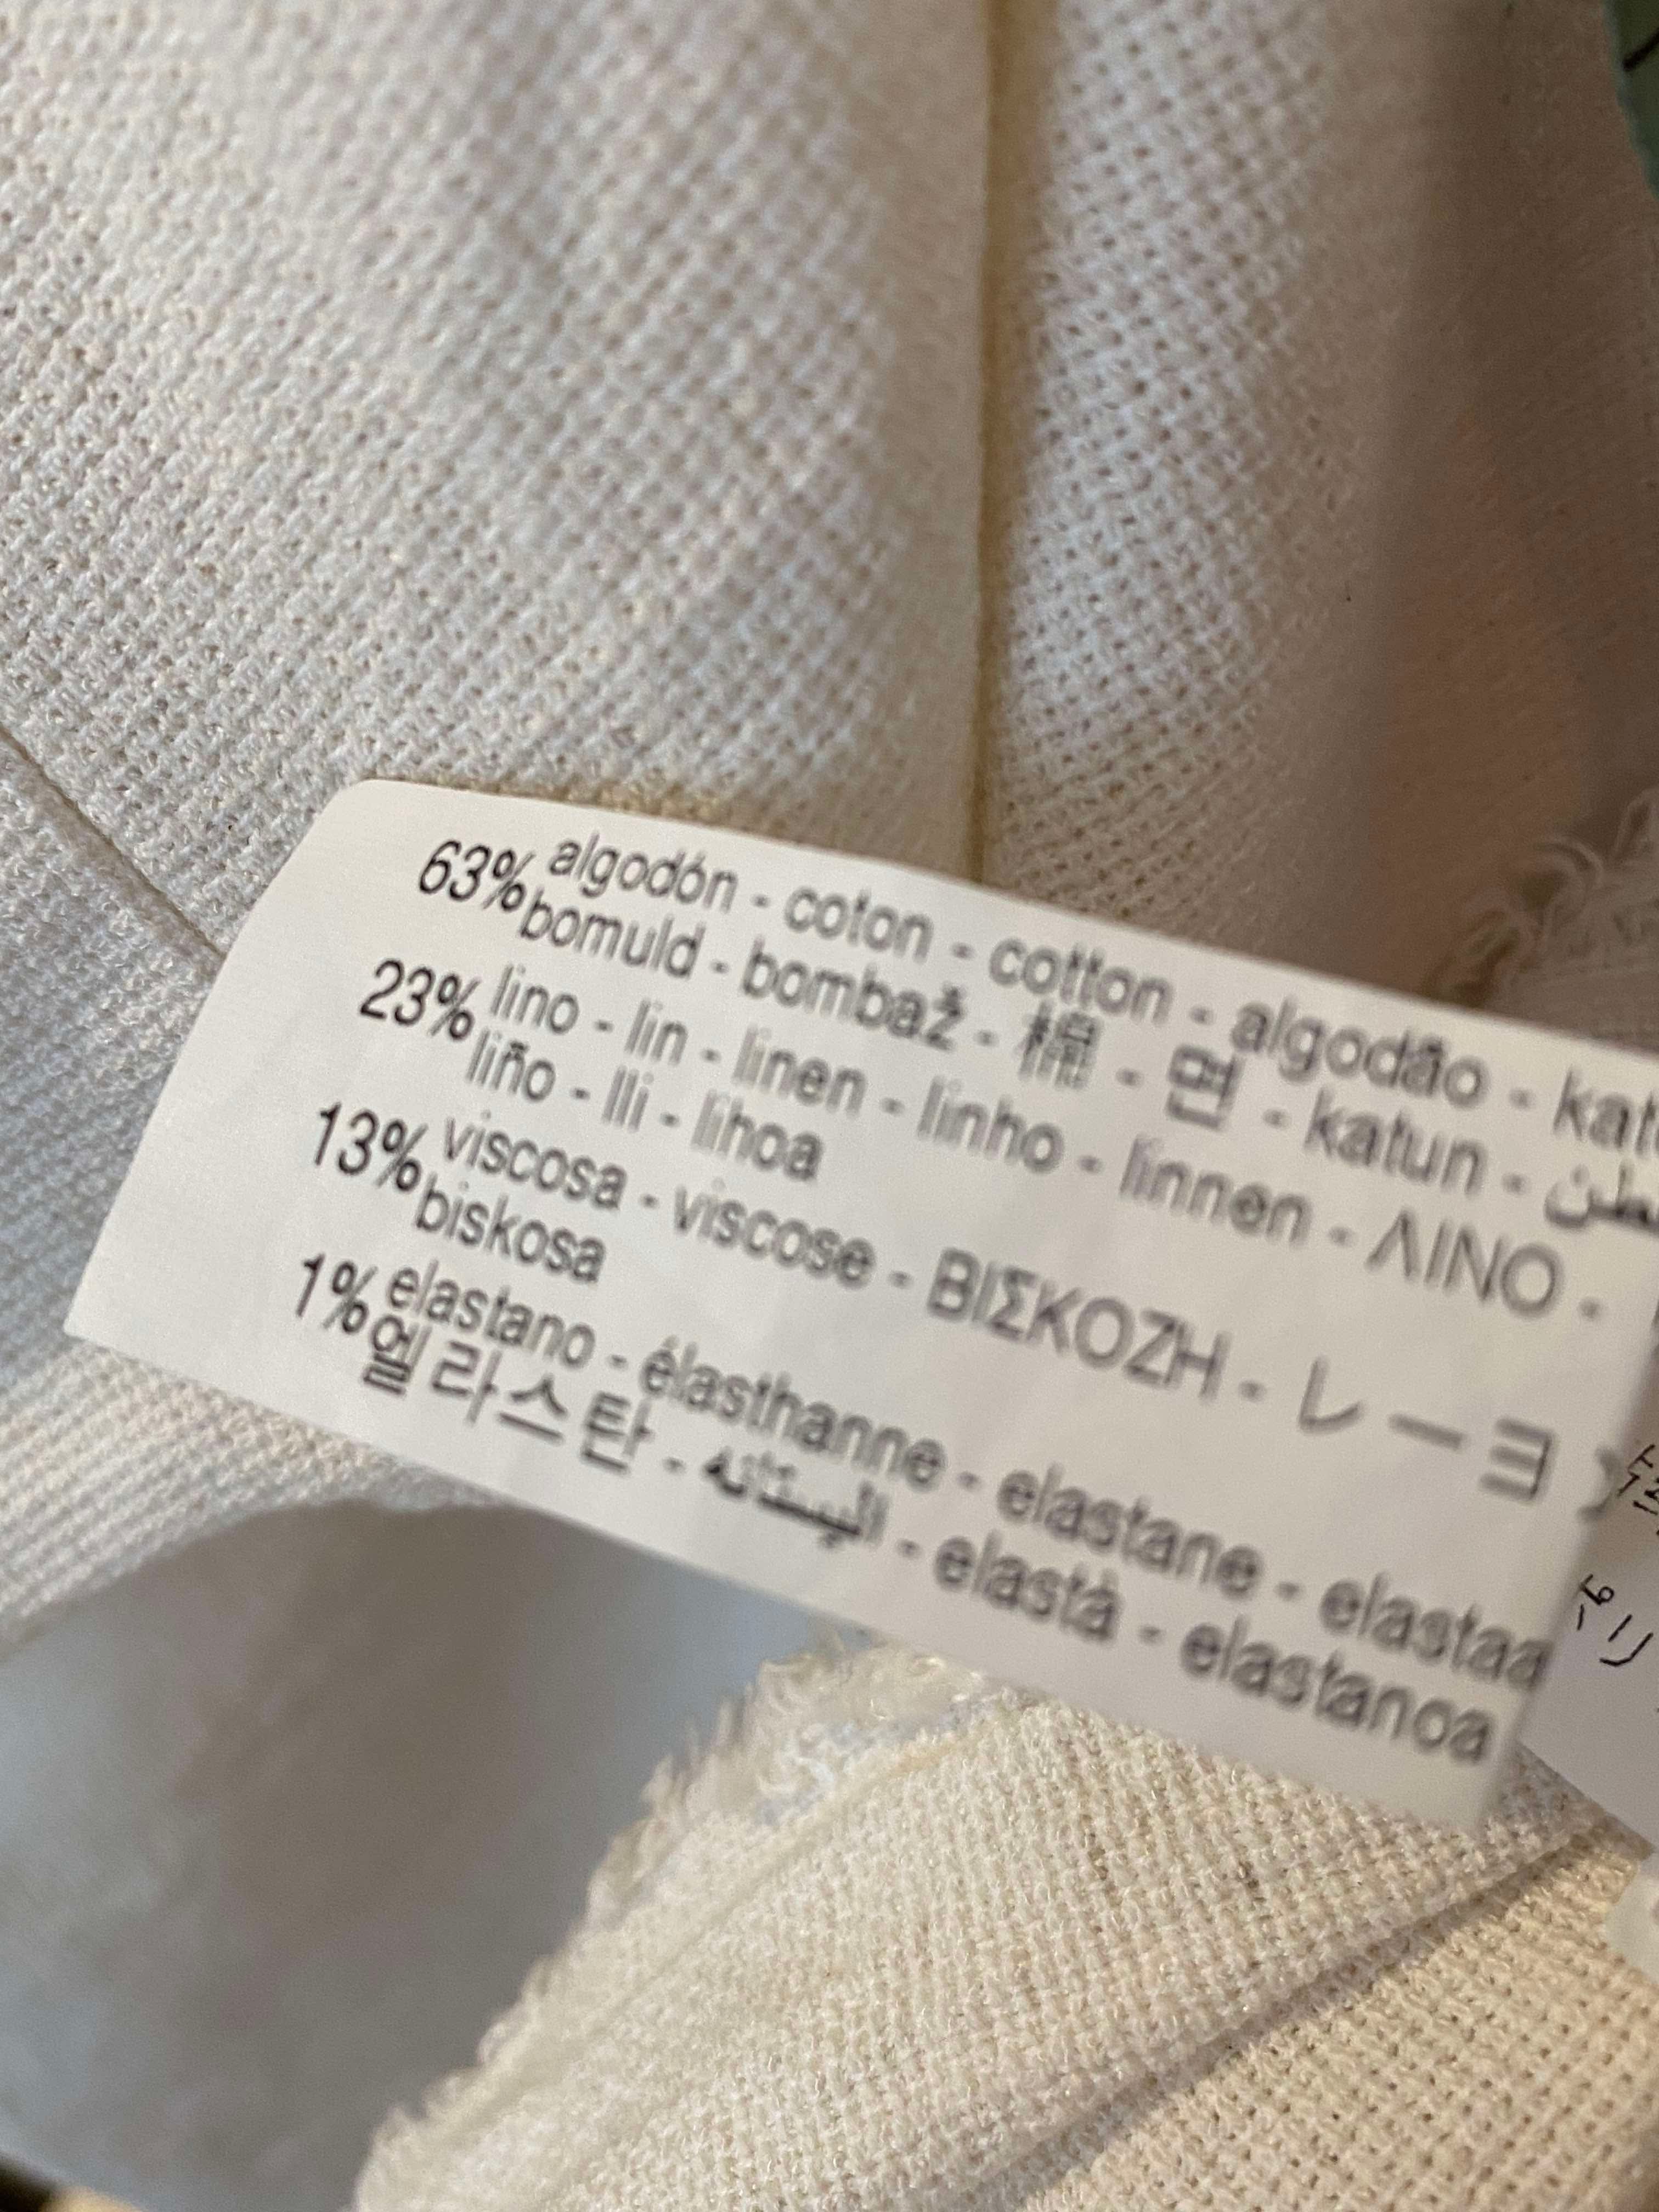 63% algodón - coton - cotton - algodão -
bomuld - bombaž - 棉 - 면 - katun -
23% lino - lin - linen - linho - linnen - ΛΙΝΟ -
liño - lli - lihoa
13% viscosa - viscose - ΒΙΣΚΟΖΗ - レーヨ
biskosa
1% elastano - élasthanne - elastane - elastaa
엘라스탄 - اليستانه - elastà - elastanoa